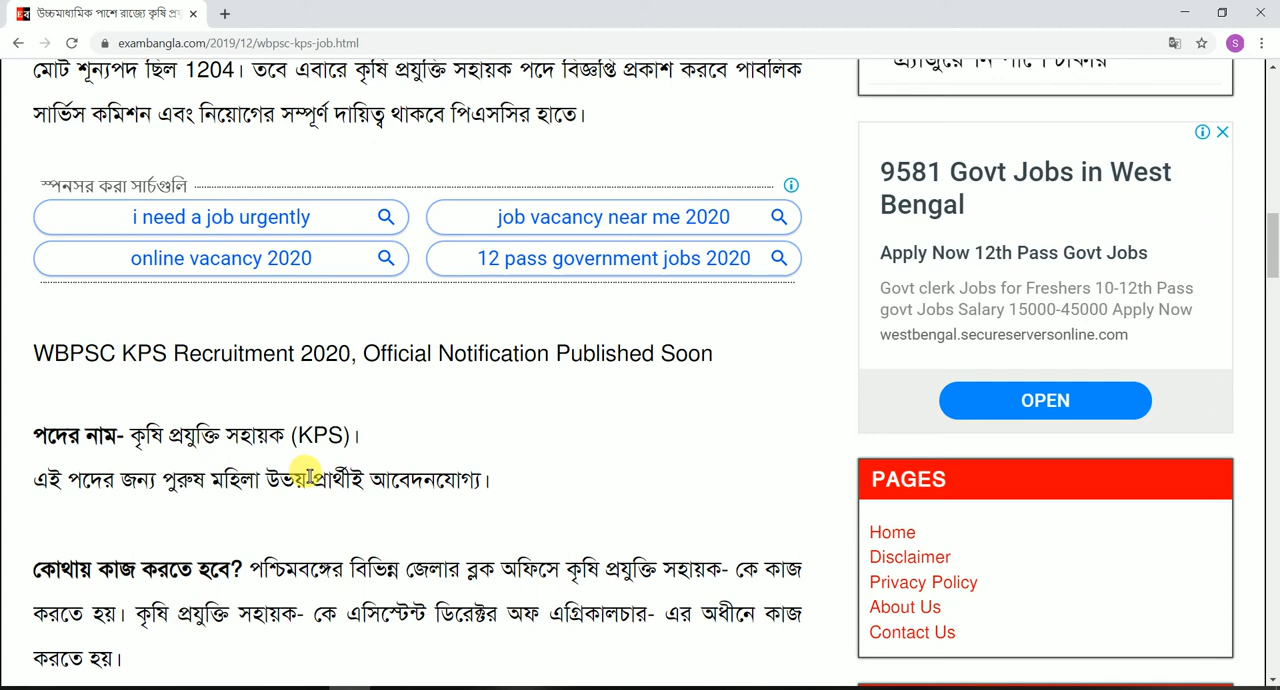 উচ্চমাধ্যমিক পাশে রাজ্যে কৃষি প্রযু
exambangla.com/2019/12/wbpsc-kps-job.html
S
মোট শূন্যপদ ছিল 1204। তবে এবারে কৃষি প্রযুক্তি সহায়ক পদে বিজ্ঞপ্তি প্রকাশ করবে পাবলিক
সার্ভিস কমিশন এবং নিয়োগের সম্পূর্ণ দায়িত্ব থাকবে পিএসসির হাতে।
স্পনসর করা সার্চগুলি
i need a job urgently
job vacancy near me 2020
online vacancy 2020
12 pass government jobs 2020
WBPSC KPS Recruitment 2020, Official Notification Published Soon
পদের নাম- কৃষি প্রযুক্তি সহায়ক (KPS)।
এই পদের জন্য পুরুষ মহিলা উভয় প্রার্থীই আবেদনযোগ্য।
কোথায় কাজ করতে হবে? পশ্চিমবঙ্গের বিভিন্ন জেলার ব্লক অফিসে কৃষি প্রযুক্তি সহায়ক- কে কাজ
করতে হয়। কৃষি প্রযুক্তি সহায়ক- কে এসিস্টেন্ট ডিরেক্টর অফ এগ্রিকালচার- এর অধীনে কাজ
করতে হয়।
9581 Govt Jobs in West
Bengal
Apply Now 12th Pass Govt Jobs
Govt clerk Jobs for Freshers 10-12th Pass
govt Jobs Salary 15000-45000 Apply Now
westbengal.secureserversonline.com
OPEN
PAGES
Home
Disclaimer
Privacy Policy
About Us
Contact Us